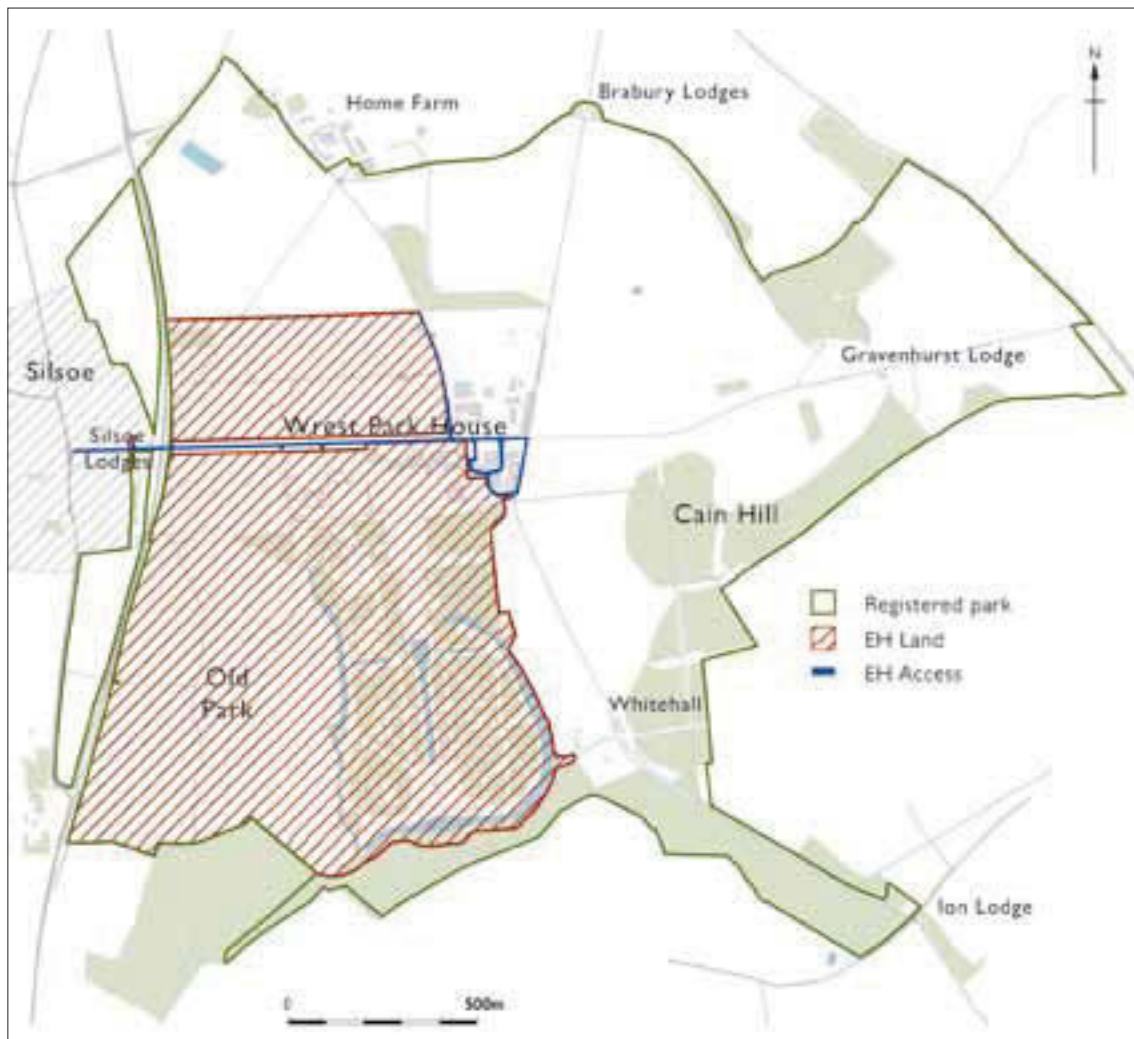 N
Home Farm
Brabury Lodges
Gravenhurst Lodge
Silsoe
Wrest Park House
Silsoe
Lodges
Cain Hill
Registered park
EH Land
EH Access
Old
Park
Whitehall
Ion Lodge
0 500m